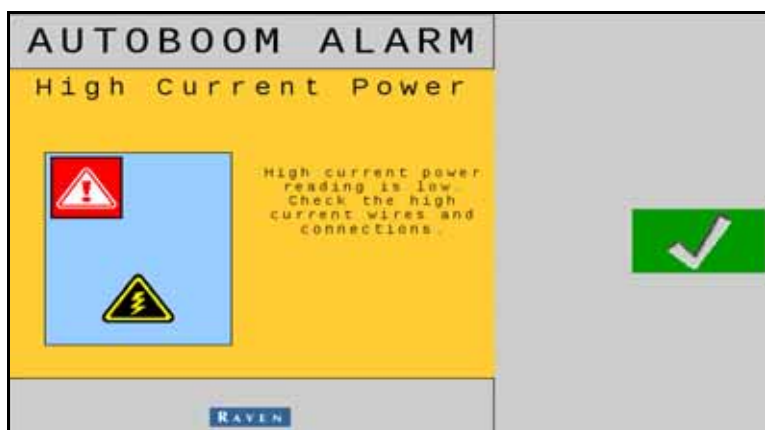 AUTOBOOM ALARM
High Current Power
High current power
reading is low.
Check the high
current wires and
connections.
RAVEN